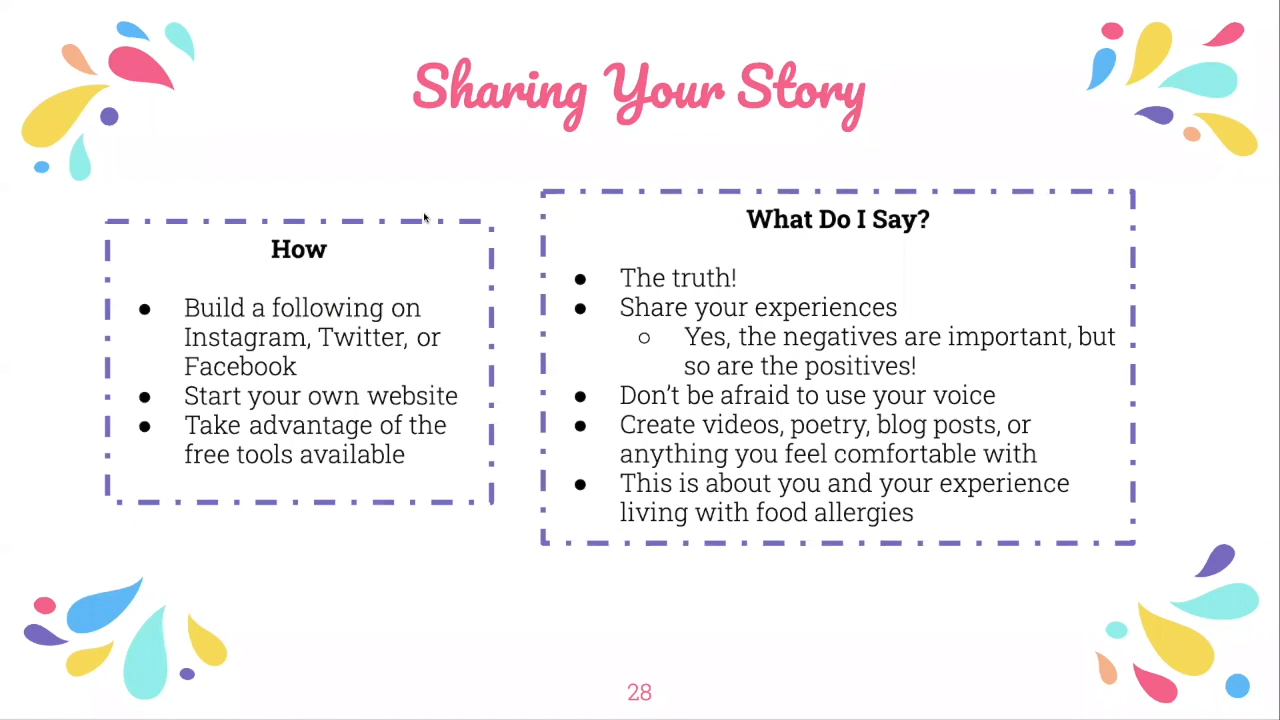 Sharing Your Story
How
● Build a following on
Instagram, Twitter, or
Facebook
● Start your own website
● Take advantage of the
free tools available
What Do I Say?
● The truth!
● Share your experiences
○ Yes, the negatives are important, but
so are the positives!
● Don’t be afraid to use your voice
● Create videos, poetry, blog posts, or
anything you feel comfortable with
● This is about you and your experience
living with food allergies
28